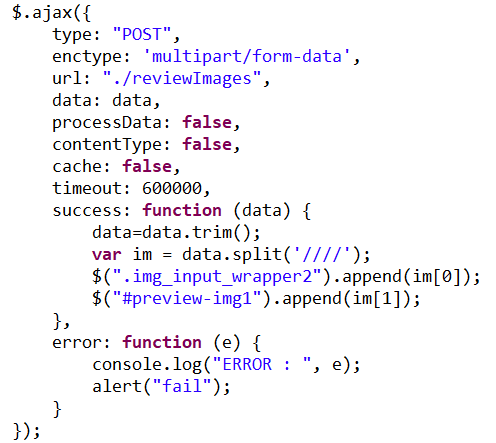 $.ajax({
    type: "POST",
    enctype: 'multipart/form-data',
    url: "./reviewImages",
    data: data,
    processData: false,
    contentType: false,
    cache: false,
    timeout: 600000,
    success: function (data) {
        data=data.trim();
        var im = data.split('////');
        $(".img_input_wrapper2").append(im[0]);
        $("#preview-img1").append(im[1]);
    },
    error: function (e) {
        console.log("ERROR : ", e);
        alert("fail");
    }
});